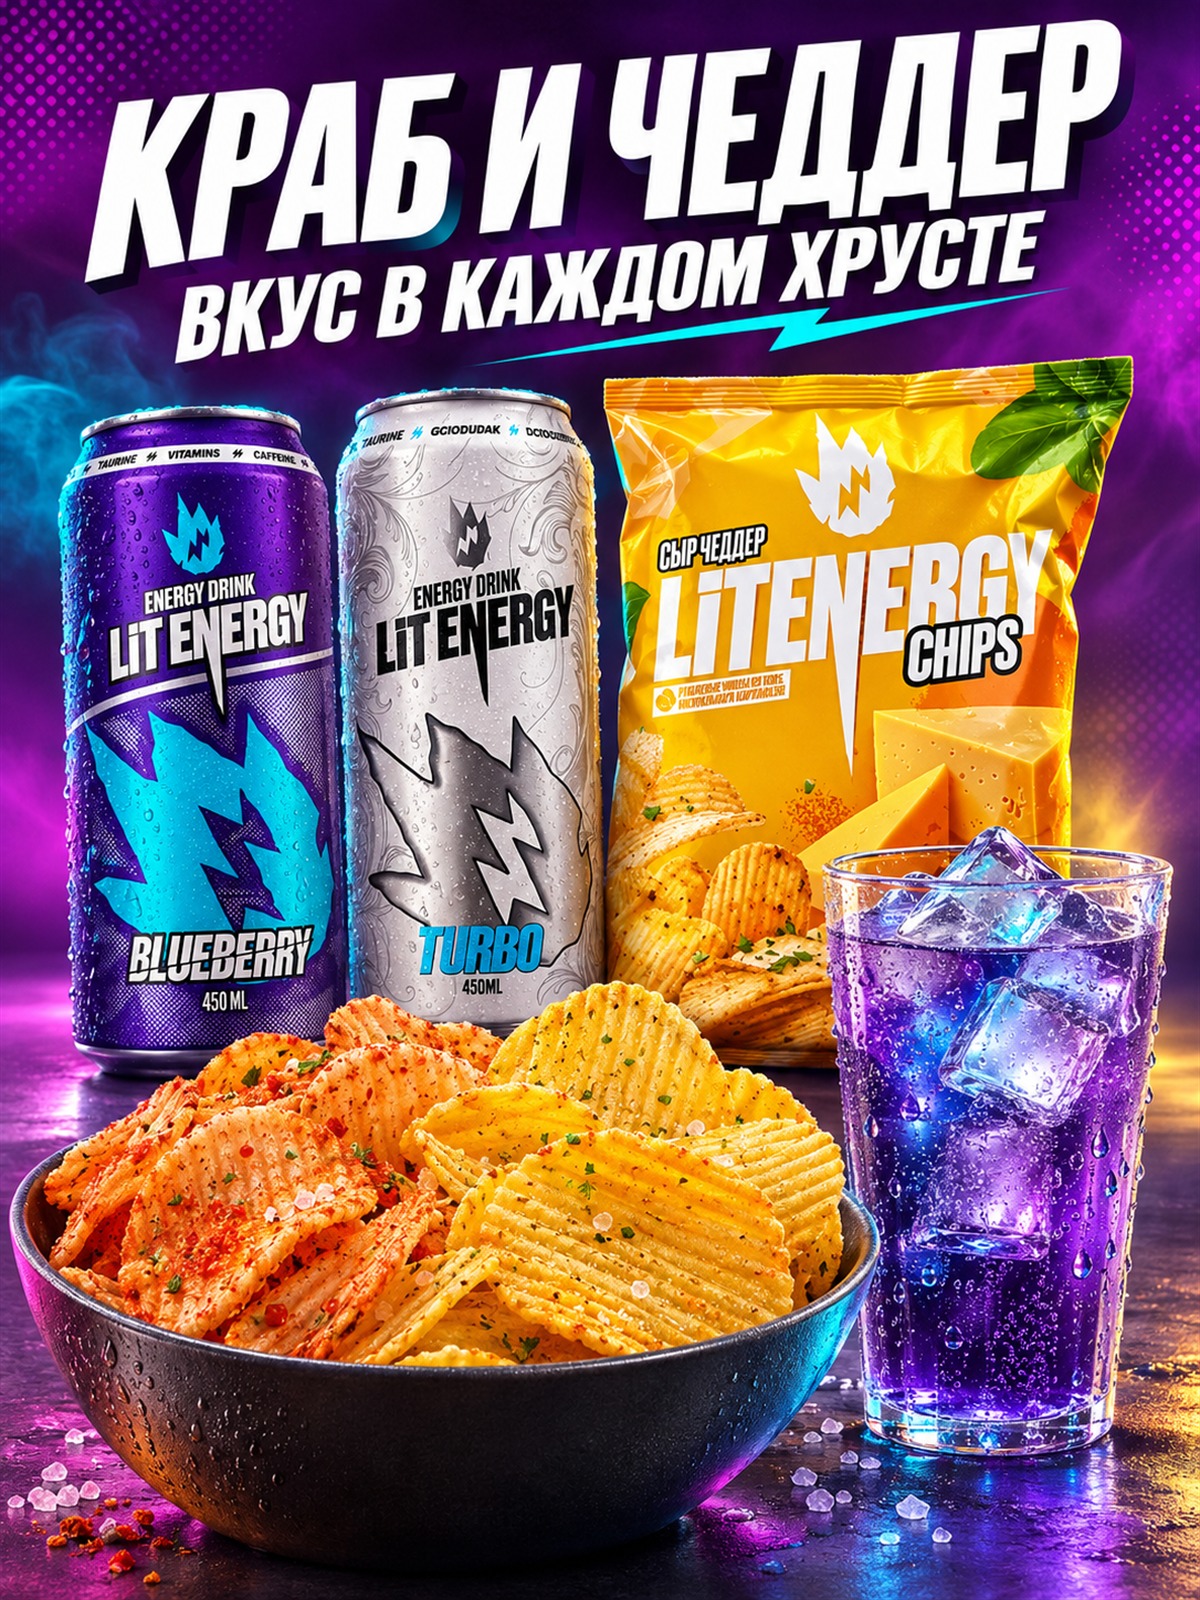 КРАБ И ЧЕДДЕР
ВКУС В КАЖДОМ ХРУСТЕ
TAURINE
VITAMINS
CAFFEINE
ENERGY DRINK
LIT ENERGY
BLUEBERRY
450 ML
TAURINE
GCIODUDAK
ENERGY DRINK
LIT ENERGY
TURBO
450ML
СЫР ЧЕДДЕР
LITENERGY
CHIPS